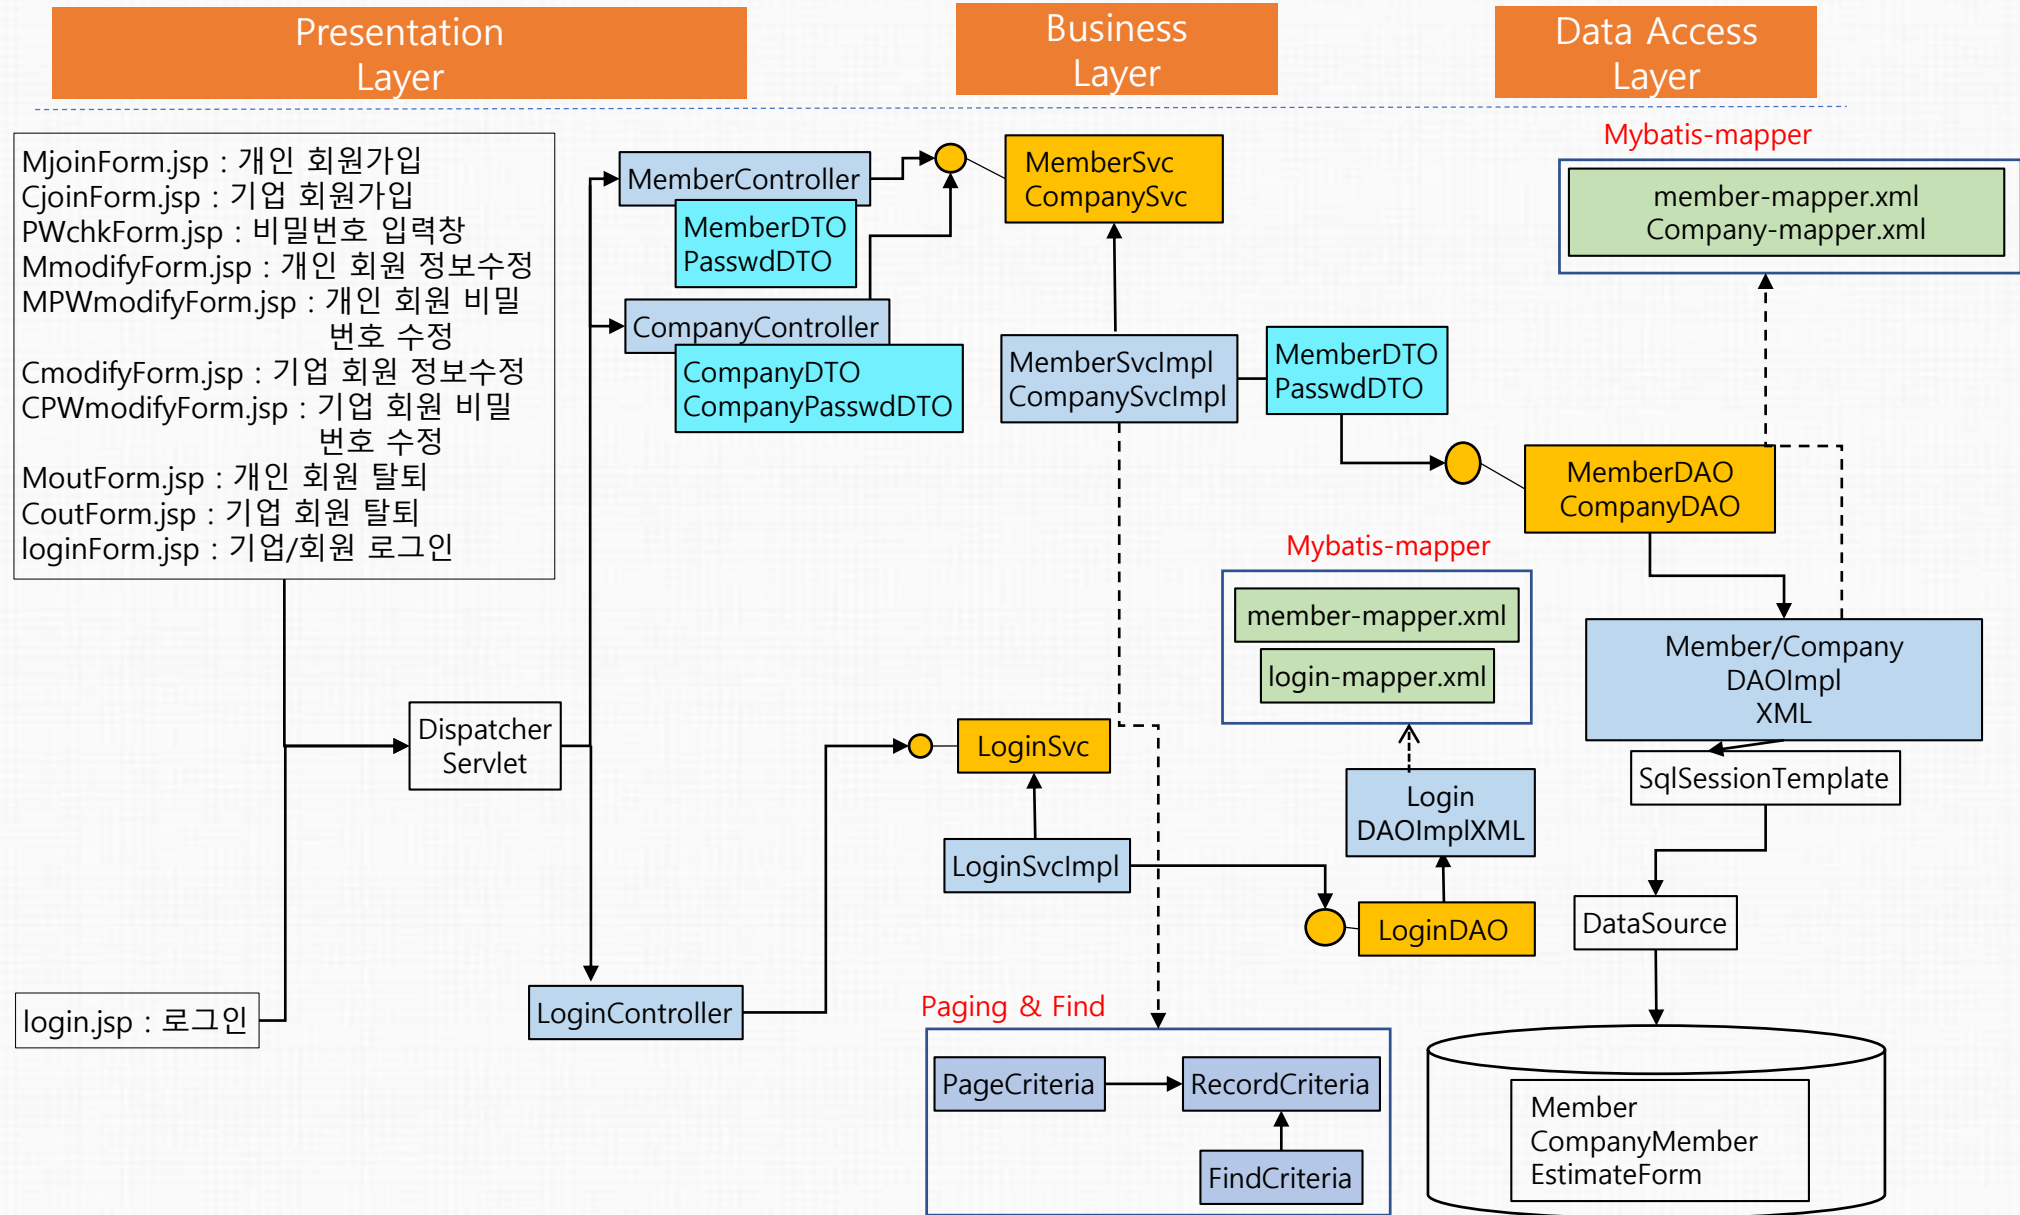 Presentation
Layer
Business
Layer
Data Access
Layer
MjoinForm.jsp : 개인 회원가입
CjoinForm.jsp : 기업 회원가입
PWchkForm.jsp : 비밀번호 입력창
MmodifyForm.jsp : 개인 회원 정보수정
MPWmodifyForm.jsp : 개인 회원 비밀
번호 수정
CmodifyForm.jsp : 기업 회원 정보수정
CPWmodifyForm.jsp : 기업 회원 비밀
번호 수정
MoutForm.jsp : 개인 회원 탈퇴
CoutForm.jsp : 기업 회원 탈퇴
loginForm.jsp : 기업/회원 로그인
login.jsp : 로그인
Dispatcher
Servlet
MemberController
MemberDTO
PasswdDTO
CompanyController
CompanyDTO
CompanyPasswdDTO
LoginController
MemberSvc
CompanySvc
MemberSvcImpl
CompanySvcImpl
MemberDTO
PasswdDTO
LoginSvc
LoginSvcImpl
Paging & Find
PageCriteria
RecordCriteria
FindCriteria
Mybatis-mapper
member-mapper.xml
Company-mapper.xml
MemberDAO
CompanyDAO
Mybatis-mapper
member-mapper.xml
login-mapper.xml
Login
DAOImplXML
LoginDAO
Member/Company
DAOImpl
XML
SqlSessionTemplate
DataSource
Member
CompanyMember
EstimateForm